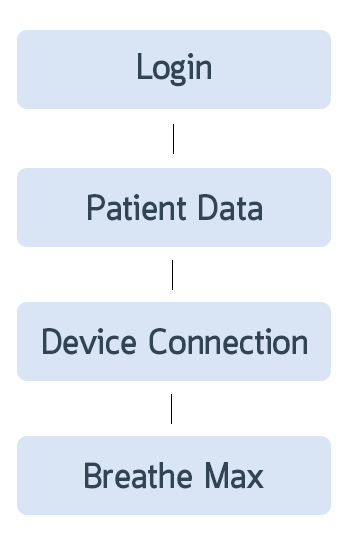 Login
Patient Data
Device Connection
Breathe Max